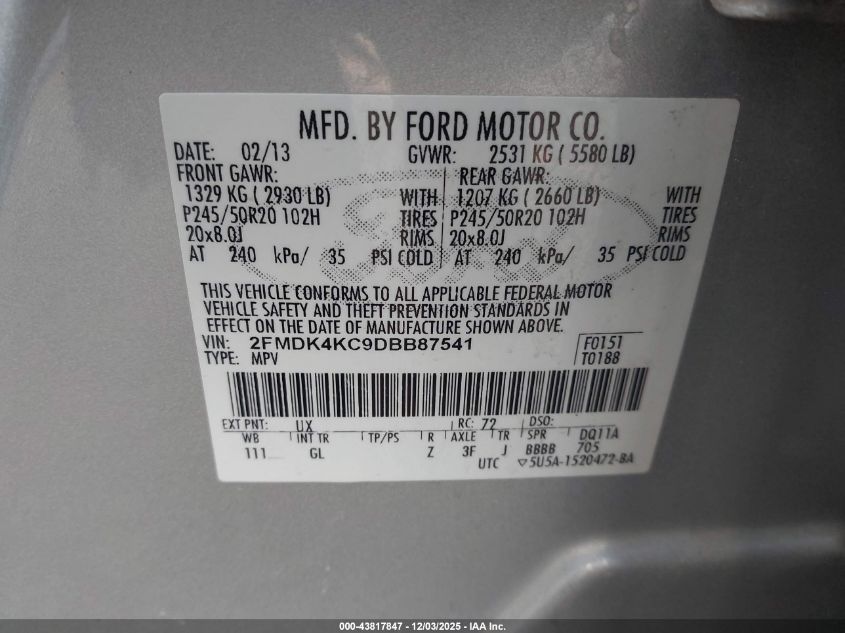 MFD. BY FORD MOTOR CO.
DATE: 02/13 GVWR: 2531 KG ( 5580 LB)
FRONT GAWR: REAR GAWR:
1329 KG ( 2930 LB) WITH 1207 KG ( 2660 LB) WITH
P245/50R20 102H TIRES P245/50R20 102H TIRES
20x8.0J RIMS 20x8.0J RIMS
AT 240 kPa/ 35 PSI COLD AT 240 kPa/ 35 PSI COLD
THIS VEHICLE CONFORMS TO ALL APPLICABLE FEDERAL MOTOR
VEHICLE SAFETY AND THEFT PREVENTION STANDARDS IN
EFFECT ON THE DATE OF MANUFACTURE SHOWN ABOVE.
VIN: 2FMDK4KC9DBB87541 F0151
TYPE: MPV T0188
EXT PNT: UX RC: 72 DSO:
WB INT TR TP/PS R AXLE TR SPR DQ11A
111 GL Z 3F J BBBB 705
UTC ▽5U5A-1520472-BA
000-43817847 - 12/03/2025 - IAA Inc.